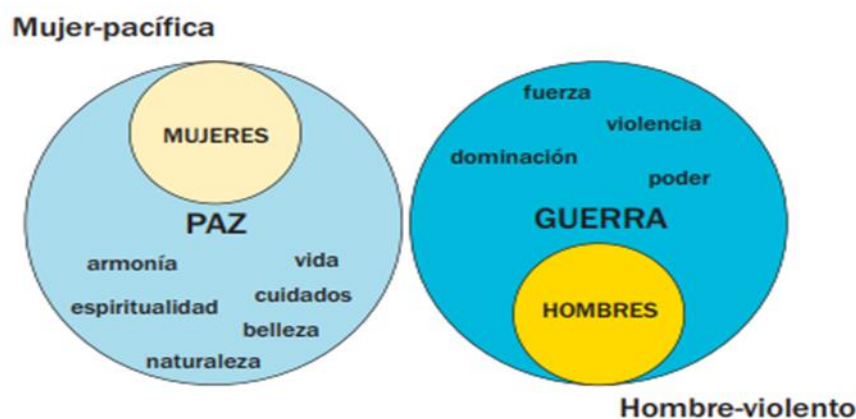 Mujer-pacífica
MUJERES
PAZ
armonía
vida
espiritualidad
cuidados
belleza
naturaleza
fuerza
violencia
dominación
poder
GUERRA
HOMBRES
Hombre-violento